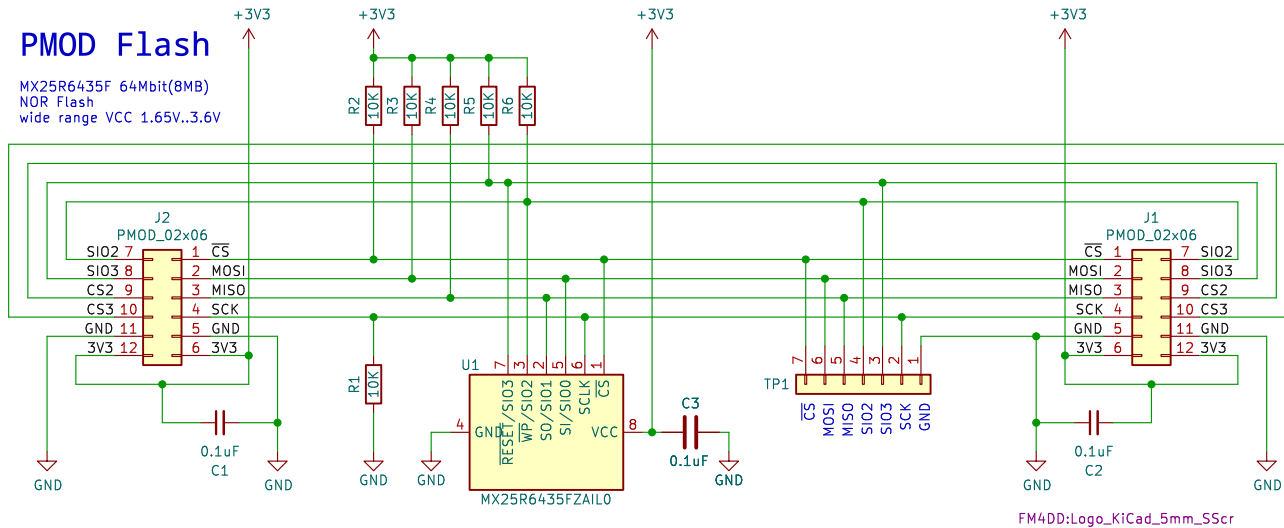 +3V3
+3V3
+3V3
+3V3
PMOD Flash
MX25R6435F 64Mbit(8MB)
NOR Flash
wide range VCC 1.65V..3.6V
R2
10K
R3
10K
R4
10K
R5
10K
R6
10K
J2
PMOD_02x06
SIO2 7 1 CS
SIO3 8 2 MOSI
CS2 9 3 MISO
CS3 10 4 SCK
GND 11 5 GND
3V3 12 6 3V3
J1
PMOD_02x06
CS 1 7 SIO2
MOSI 2 8 SIO3
MISO 3 9 CS2
SCK 4 10 CS3
GND 5 11 GND
3V3 6 12 3V3
R1
10K
U1
7 3 2 5 6 1
RESET/SIO3
WP/SIO2
SO/SIO1
SI/SIO0
SCLK
CS
4 GND
VCC 8
MX25R6435FZAIL0
C3
0.1uF
TP1
7 6 5 4 3 2 1
CS
MOSI
MISO
SIO2
SIO3
SCK
GND
0.1uF
C1
0.1uF
C2
GND
GND
GND
GND
GND
GND
GND
FM4DD:Logo_KiCad_5mm_SScr